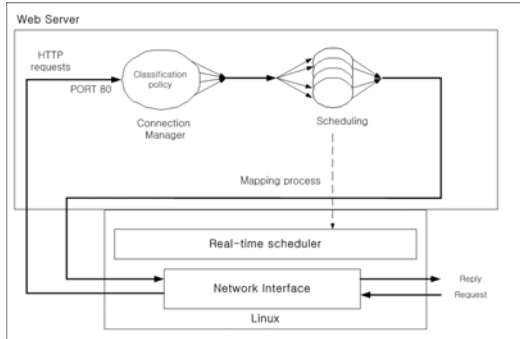 Web Server
HTTP
requests
PORT 80
Classification
policy
Connection
Manager
Scheduling
Mapping process
Real-time scheduler
Network Interface
Reply
Request
Linux